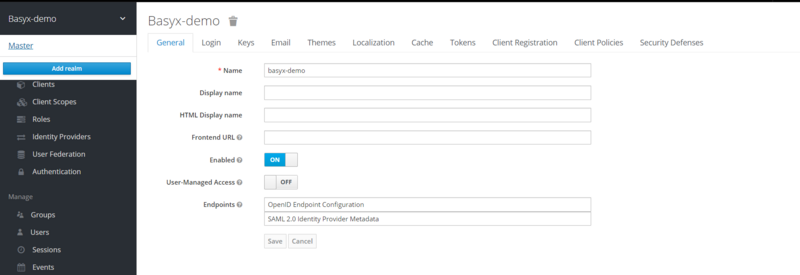 Basyx-demo
Master
Add realm
Clients
Client Scopes
Roles
Identity Providers
User Federation
Authentication
Manage
Groups
Users
Sessions
Events
Basyx-demo
General Login Keys Email Themes Localization Cache Tokens Client Registration Client Policies Security Defenses
* Name basyx-demo
Display name
HTML Display name
Frontend URL
Enabled ON
User-Managed Access OFF
Endpoints OpenID Endpoint Configuration
SAML 2.0 Identity Provider Metadata
Save Cancel